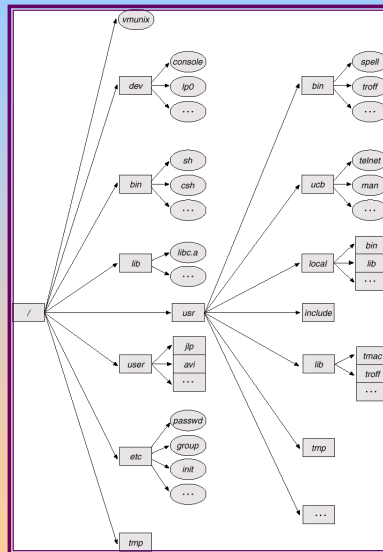 /
vmunix
dev
console
lp0
...
bin
sh
csh
...
lib
libc.a
...
usr
user
jlp
avi
...
etc
passwd
group
init
...
tmp
bin
spell
troff
...
ucb
telnet
man
...
local
bin
lib
...
include
lib
tmac
troff
...
tmp
...